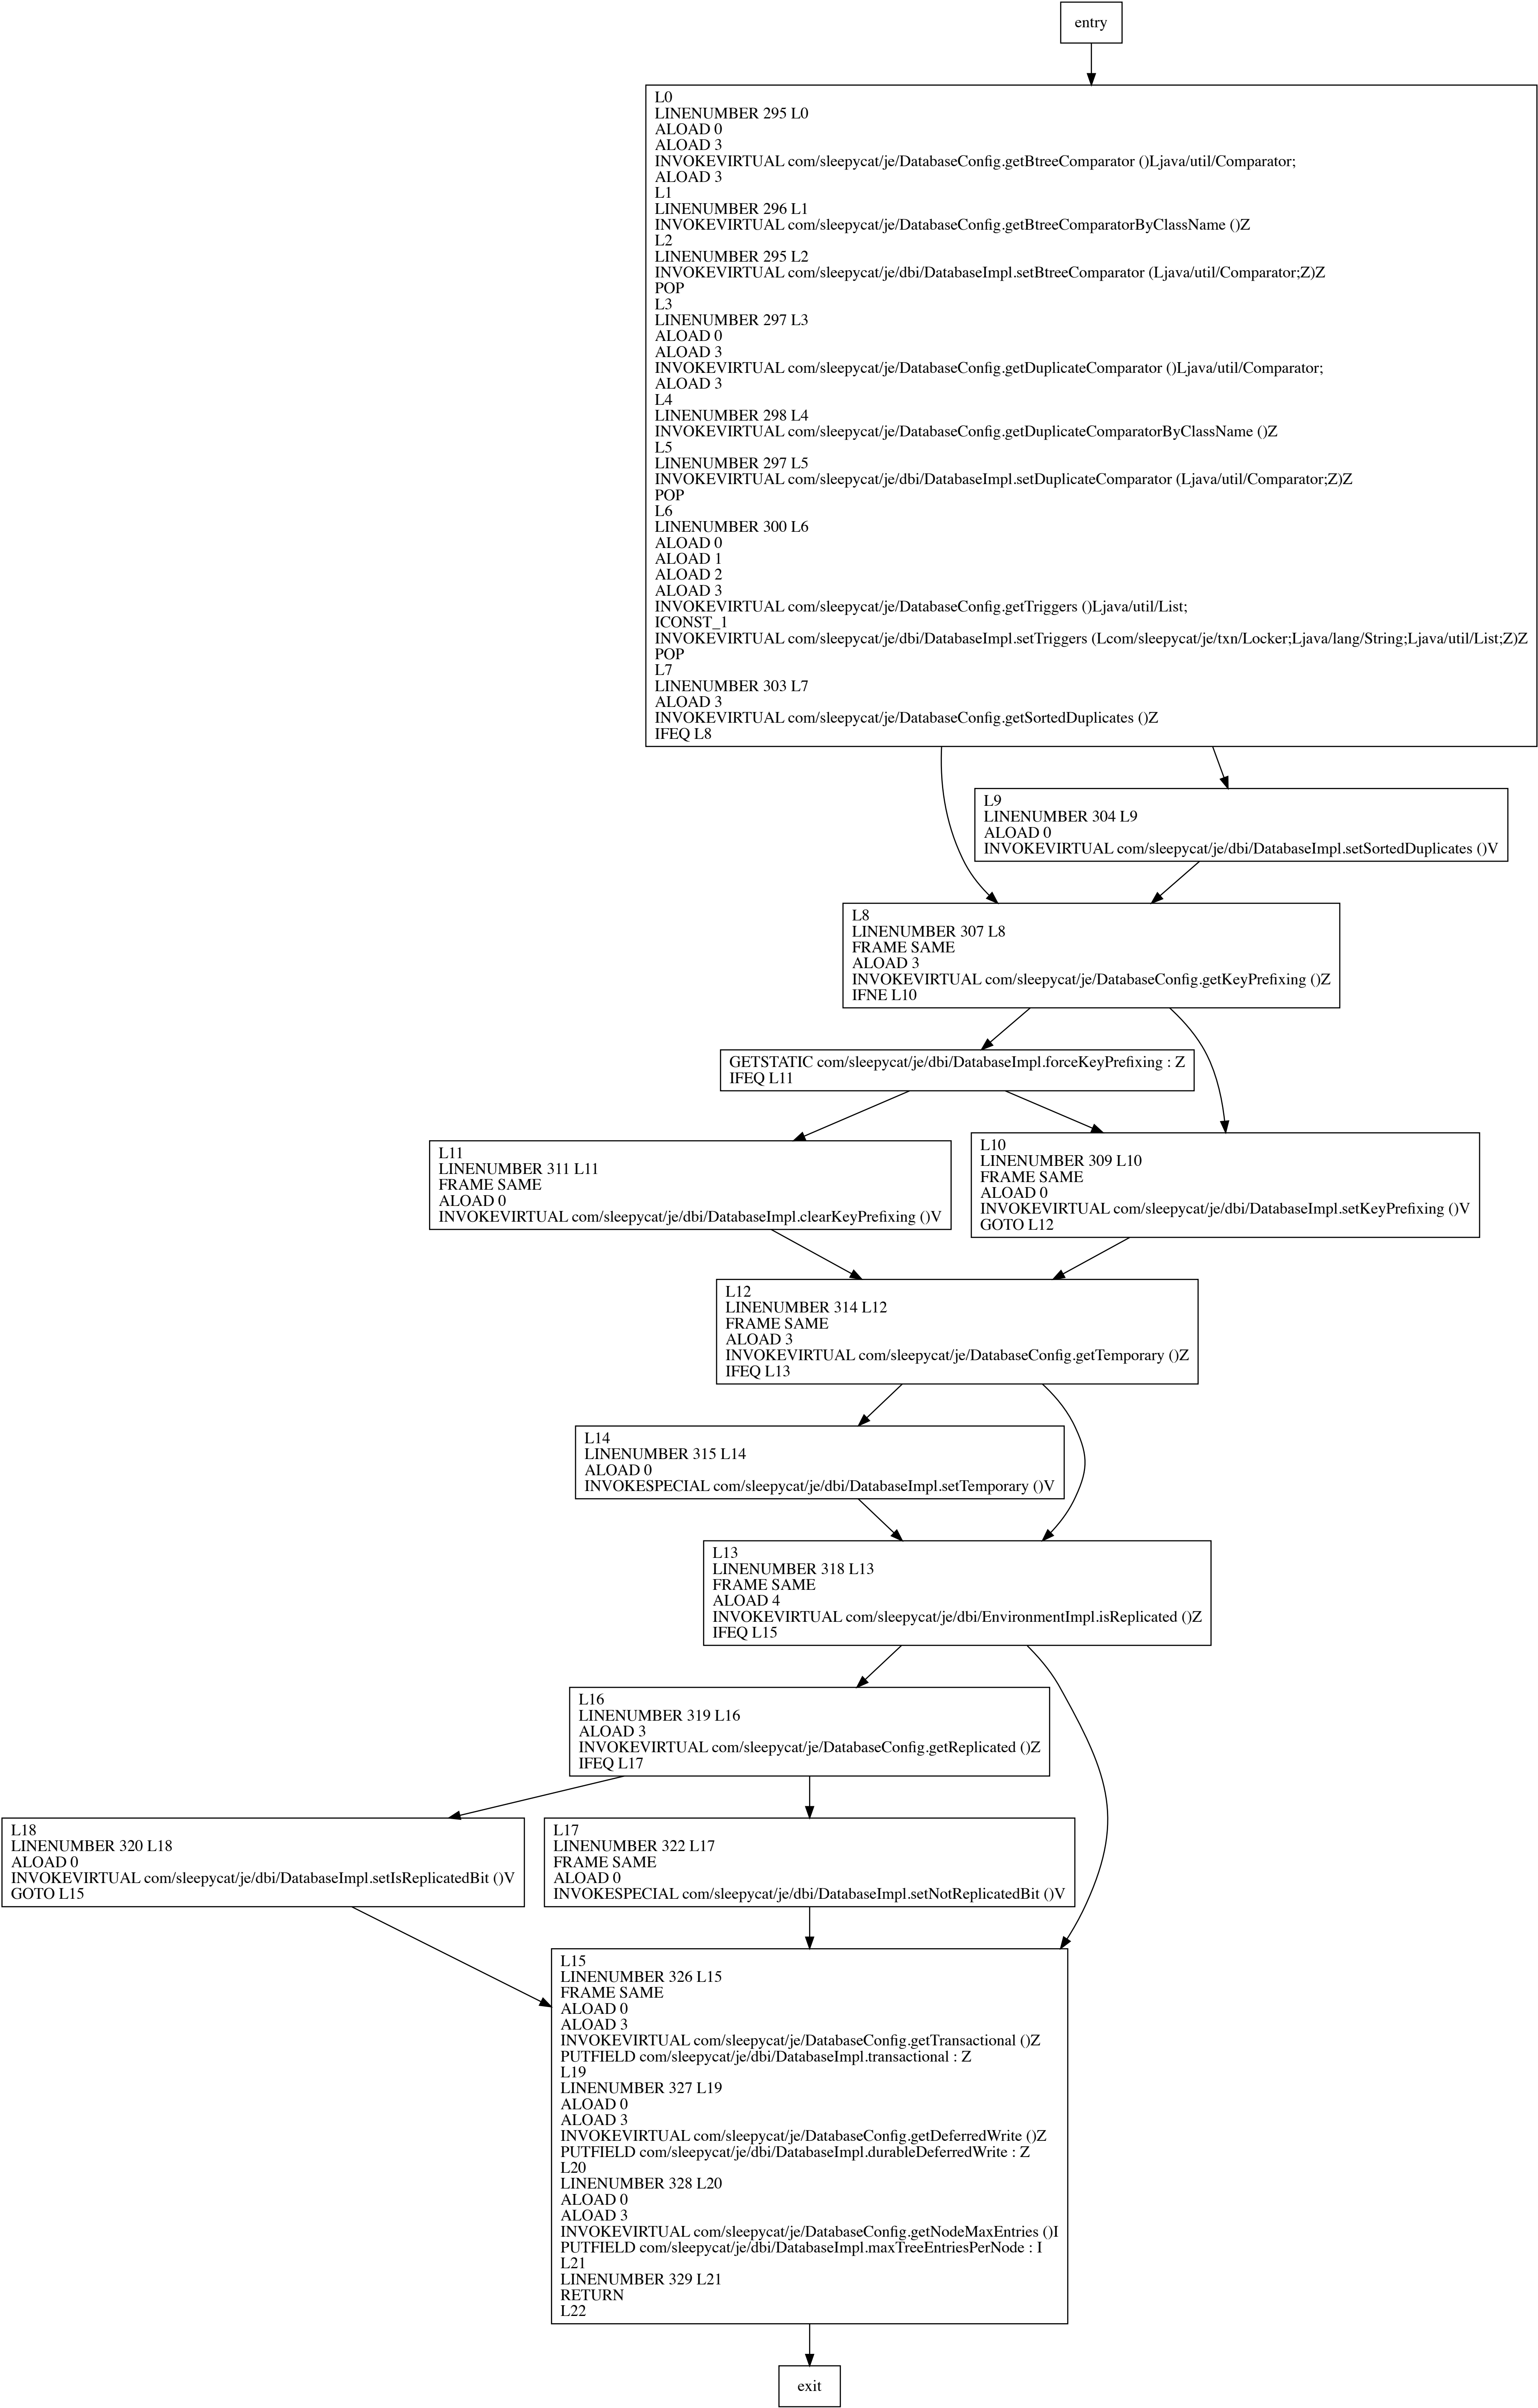 entry
L0
LINENUMBER 295 L0
ALOAD 0
ALOAD 3
INVOKEVIRTUAL com/sleepycat/je/DatabaseConfig.getBtreeComparator ()Ljava/util/Comparator;
ALOAD 3
L1
LINENUMBER 296 L1
INVOKEVIRTUAL com/sleepycat/je/DatabaseConfig.getBtreeComparatorByClassName ()Z
L2
LINENUMBER 295 L2
INVOKEVIRTUAL com/sleepycat/je/dbi/DatabaseImpl.setBtreeComparator (Ljava/util/Comparator;Z)Z
POP
L3
LINENUMBER 297 L3
ALOAD 0
ALOAD 3
INVOKEVIRTUAL com/sleepycat/je/DatabaseConfig.getDuplicateComparator ()Ljava/util/Comparator;
ALOAD 3
L4
LINENUMBER 298 L4
INVOKEVIRTUAL com/sleepycat/je/DatabaseConfig.getDuplicateComparatorByClassName ()Z
L5
LINENUMBER 297 L5
INVOKEVIRTUAL com/sleepycat/je/dbi/DatabaseImpl.setDuplicateComparator (Ljava/util/Comparator;Z)Z
POP
L6
LINENUMBER 300 L6
ALOAD 0
ALOAD 1
ALOAD 2
ALOAD 3
INVOKEVIRTUAL com/sleepycat/je/DatabaseConfig.getTriggers ()Ljava/util/List;
ICONST_1
INVOKEVIRTUAL com/sleepycat/je/dbi/DatabaseImpl.setTriggers (Lcom/sleepycat/je/txn/Locker;Ljava/lang/String;Ljava/util/List;Z)Z
POP
L7
LINENUMBER 303 L7
ALOAD 3
INVOKEVIRTUAL com/sleepycat/je/DatabaseConfig.getSortedDuplicates ()Z
IFEQ L8
L9
LINENUMBER 304 L9
ALOAD 0
INVOKEVIRTUAL com/sleepycat/je/dbi/DatabaseImpl.setSortedDuplicates ()V
L8
LINENUMBER 307 L8
FRAME SAME
ALOAD 3
INVOKEVIRTUAL com/sleepycat/je/DatabaseConfig.getKeyPrefixing ()Z
IFNE L10
GETSTATIC com/sleepycat/je/dbi/DatabaseImpl.forceKeyPrefixing : Z
IFEQ L11
L11
LINENUMBER 311 L11
FRAME SAME
ALOAD 0
INVOKEVIRTUAL com/sleepycat/je/dbi/DatabaseImpl.clearKeyPrefixing ()V
L10
LINENUMBER 309 L10
FRAME SAME
ALOAD 0
INVOKEVIRTUAL com/sleepycat/je/dbi/DatabaseImpl.setKeyPrefixing ()V
GOTO L12
L12
LINENUMBER 314 L12
FRAME SAME
ALOAD 3
INVOKEVIRTUAL com/sleepycat/je/DatabaseConfig.getTemporary ()Z
IFEQ L13
L14
LINENUMBER 315 L14
ALOAD 0
INVOKESPECIAL com/sleepycat/je/dbi/DatabaseImpl.setTemporary ()V
L13
LINENUMBER 318 L13
FRAME SAME
ALOAD 4
INVOKEVIRTUAL com/sleepycat/je/dbi/EnvironmentImpl.isReplicated ()Z
IFEQ L15
L16
LINENUMBER 319 L16
ALOAD 3
INVOKEVIRTUAL com/sleepycat/je/DatabaseConfig.getReplicated ()Z
IFEQ L17
L18
LINENUMBER 320 L18
ALOAD 0
INVOKEVIRTUAL com/sleepycat/je/dbi/DatabaseImpl.setIsReplicatedBit ()V
GOTO L15
L17
LINENUMBER 322 L17
FRAME SAME
ALOAD 0
INVOKESPECIAL com/sleepycat/je/dbi/DatabaseImpl.setNotReplicatedBit ()V
L15
LINENUMBER 326 L15
FRAME SAME
ALOAD 0
ALOAD 3
INVOKEVIRTUAL com/sleepycat/je/DatabaseConfig.getTransactional ()Z
PUTFIELD com/sleepycat/je/dbi/DatabaseImpl.transactional : Z
L19
LINENUMBER 327 L19
ALOAD 0
ALOAD 3
INVOKEVIRTUAL com/sleepycat/je/DatabaseConfig.getDeferredWrite ()Z
PUTFIELD com/sleepycat/je/dbi/DatabaseImpl.durableDeferredWrite : Z
L20
LINENUMBER 328 L20
ALOAD 0
ALOAD 3
INVOKEVIRTUAL com/sleepycat/je/DatabaseConfig.getNodeMaxEntries ()I
PUTFIELD com/sleepycat/je/dbi/DatabaseImpl.maxTreeEntriesPerNode : I
L21
LINENUMBER 329 L21
RETURN
L22
exit